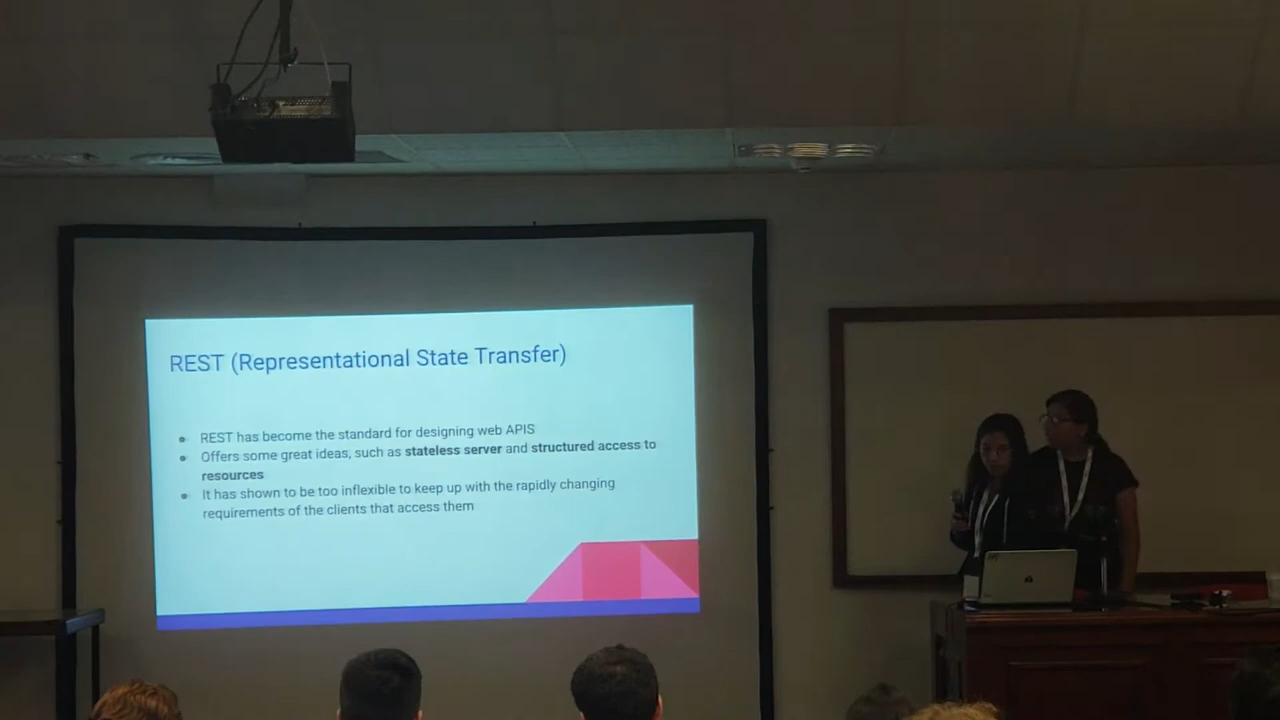 REST (Representational State Transfer)
REST has become the standard for designing web APIS
Offers some great ideas, such as stateless server and structured access to
resources
It has shown to be too inflexible to keep up with the rapidly changing
requirements of the clients that access them